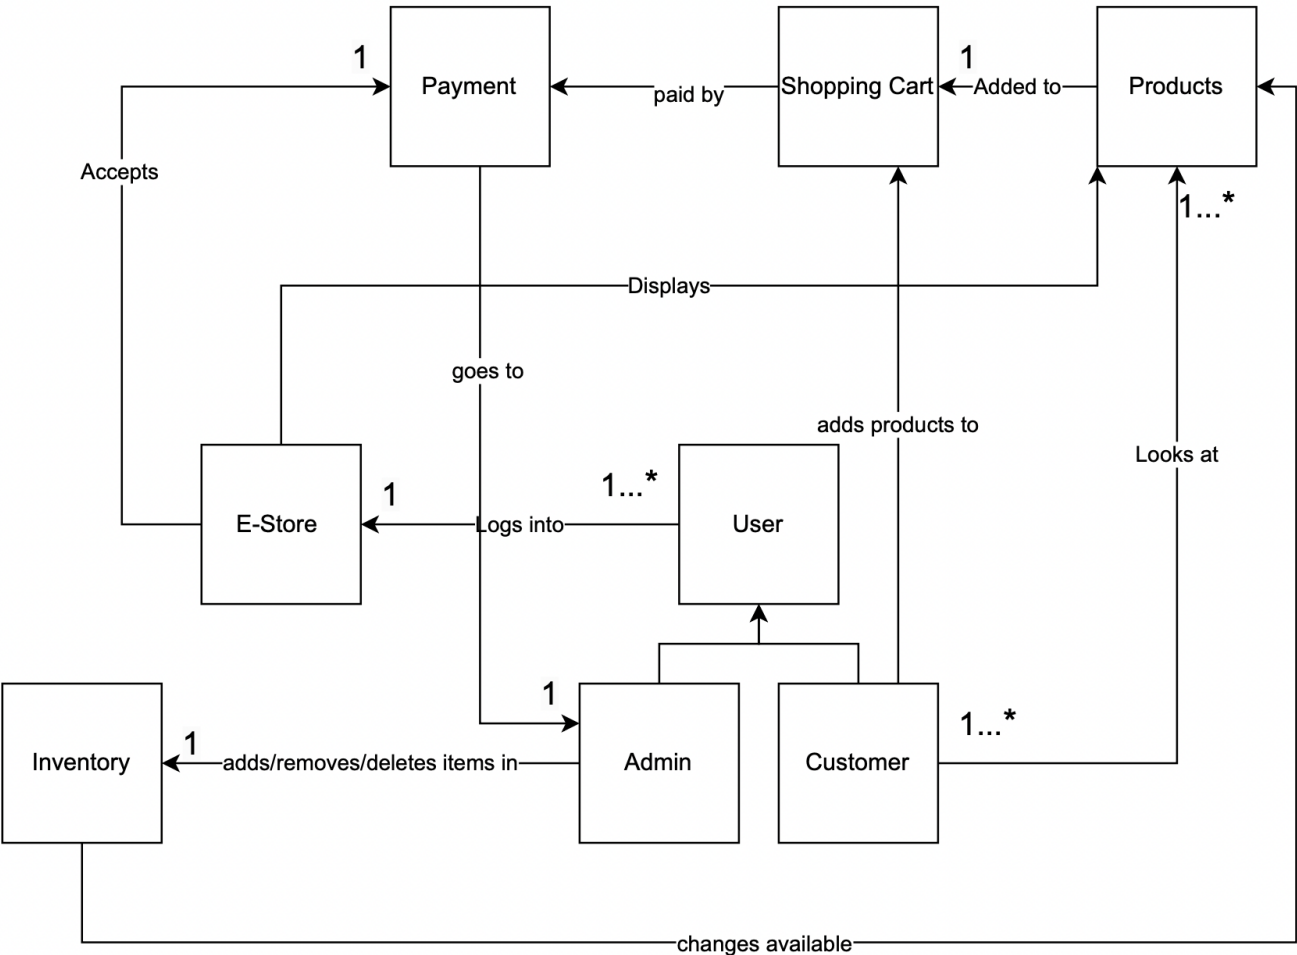 1
1
Payment
paid by
Shopping Cart
Added to
Products
Accepts
1...*
Displays
goes to
adds products to
Looks at
1
1...*
E-Store
Logs into
User
1
1...*
1
Inventory
adds/removes/deletes items in
Admin
Customer
changes available